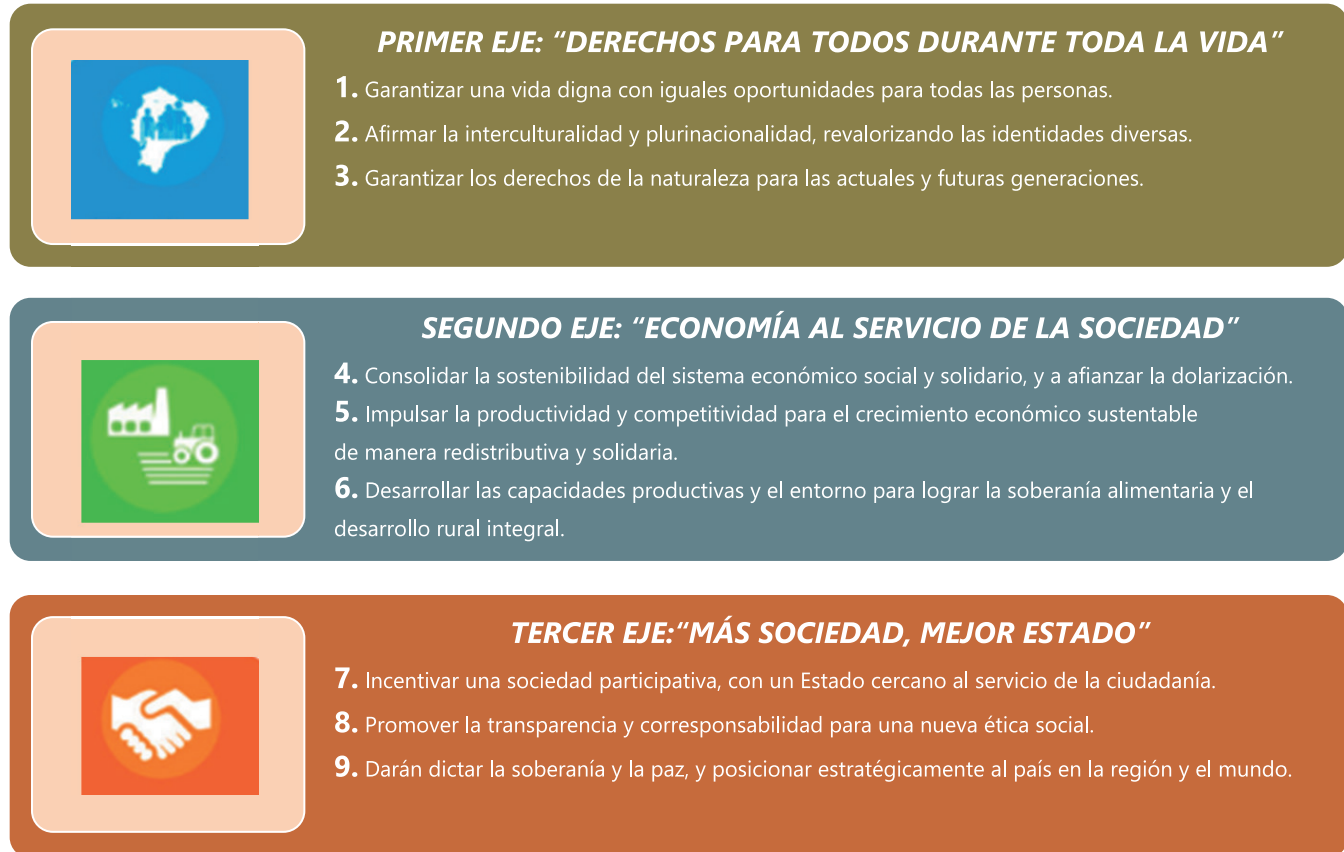 PRIMER EJE: “DERECHOS PARA TODOS DURANTE TODA LA VIDA”
1. Garantizar una vida digna con iguales oportunidades para todas las personas.
2. Afirmar la interculturalidad y plurinacionalidad, revalorizando las identidades diversas.
3. Garantizar los derechos de la naturaleza para las actuales y futuras generaciones.
SEGUNDO EJE: “ECONOMÍA AL SERVICIO DE LA SOCIEDAD”
4. Consolidar la sostenibilidad del sistema económico social y solidario, y a afianzar la dolarización.
5. Impulsar la productividad y competitividad para el crecimiento económico sustentable
de manera redistributiva y solidaria.
6. Desarrollar las capacidades productivas y el entorno para lograr la soberanía alimentaria y el
desarrollo rural integral.
TERCER EJE:“MÁS SOCIEDAD, MEJOR ESTADO”
7. Incentivar una sociedad participativa, con un Estado cercano al servicio de la ciudadanía.
8. Promover la transparencia y corresponsabilidad para una nueva ética social.
9. Darán dictar la soberanía y la paz, y posicionar estratégicamente al país en la región y el mundo.